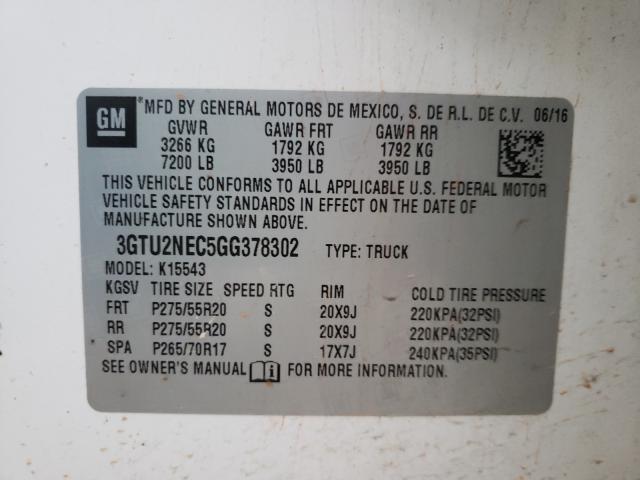 GM *MFD BY GENERAL MOTORS DE MEXICO, S. DE R.L. DE C.V. 06/16
GVWR GAWR FRT GAWR RR
3266 KG 1792 KG 1792 KG
7200 LB 3950 LB 3950 LB
THIS VEHICLE CONFORMS TO ALL APPLICABLE U.S. FEDERAL MOTOR
VEHICLE SAFETY STANDARDS IN EFFECT ON THE DATE OF
MANUFACTURE SHOWN ABOVE.
3GTU2NEC5GG378302 TYPE: TRUCK
MODEL: K15543
KGSV TIRE SIZE SPEED RTG RIM COLD TIRE PRESSURE
FRT P275/55R20 S 20X9J 220KPA(32PSI)
RR P275/55R20 S 20X9J 220KPA(32PSI)
SPA P265/70R17 S 17X7J 240KPA(35PSI)
SEE OWNER'S MANUAL FOR MORE INFORMATION.